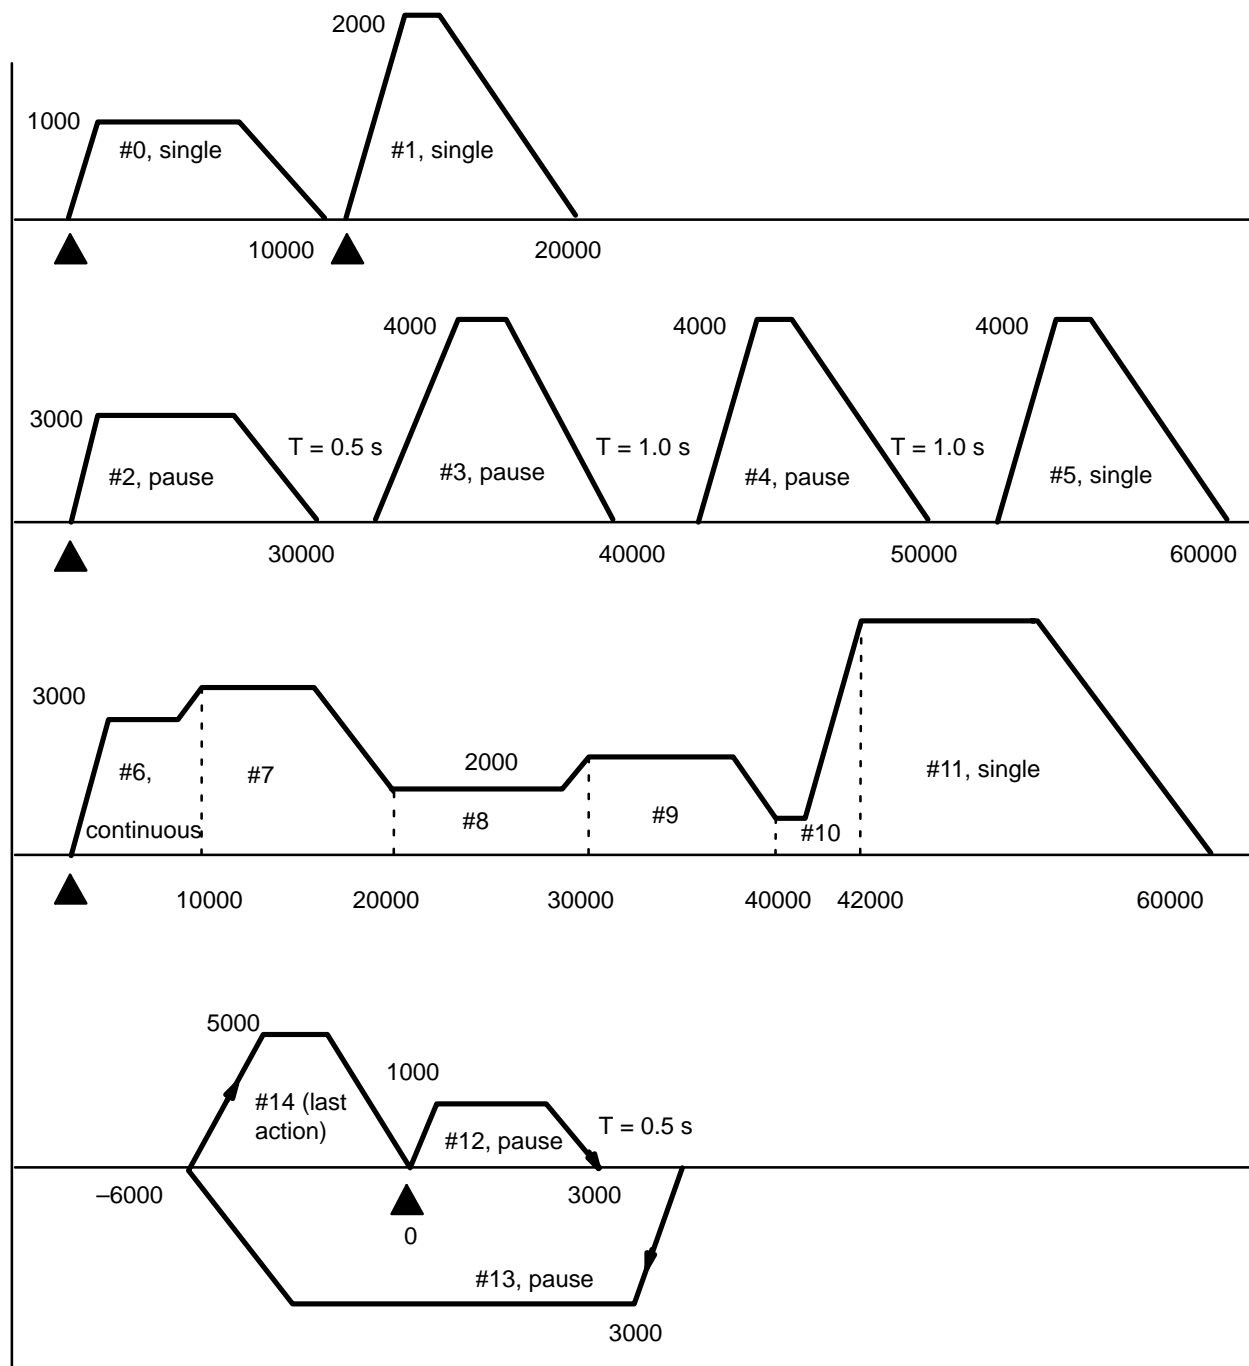 2000
1000
#0, single
#1, single
10000
20000
4000
4000
4000
3000
T = 0.5 s
T = 1.0 s
T = 1.0 s
#2, pause
#3, pause
#4, pause
#5, single
30000
40000
50000
60000
3000
#6,
continuous
#7
2000
#8
#9
#10
#11, single
10000
20000
30000
40000
42000
60000
5000
1000
#14 (last
action)
#12, pause
T = 0.5 s
–6000
0
3000
#13, pause
3000